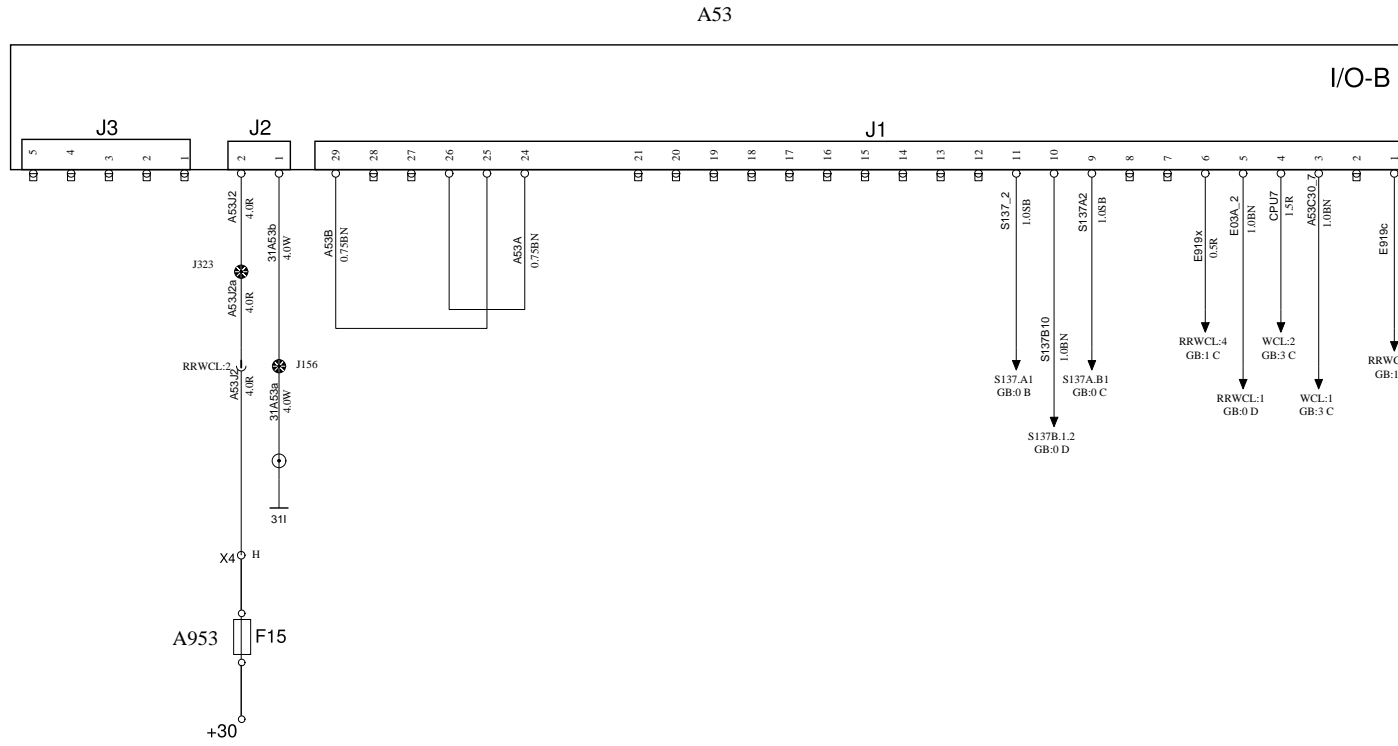 A53
I/O-B
J3
J2
J1
5
4
3
2
1
2
1
29
28
27
26
25
24
21
20
19
18
17
16
15
14
13
12
11
10
9
8
7
6
5
4
3
2
1
A53J2
4.0R
31A53b
4.0W
A53B
0.75BN
A53A
0.75BN
S137_2
1.0SB
S137B10
1.0BN
S137A2
1.0SB
E919x
0.5R
E03A_2
1.0BN
CPU7
1.5R
A53C30_7
1.0BN
E919c
J323
A53J2a
4.0R
RRWCL:2
A53J2
4.0R
J156
31A53a
4.0W
31I
S137.A1
GB:0 B
S137B.1.2
GB:0 D
S137A.B1
GB:0 C
RRWCL:4
GB:1 C
RRWCL:1
GB:0 D
WCL:2
GB:3 C
WCL:1
GB:3 C
GB:1
X4
H
A953
F15
+30